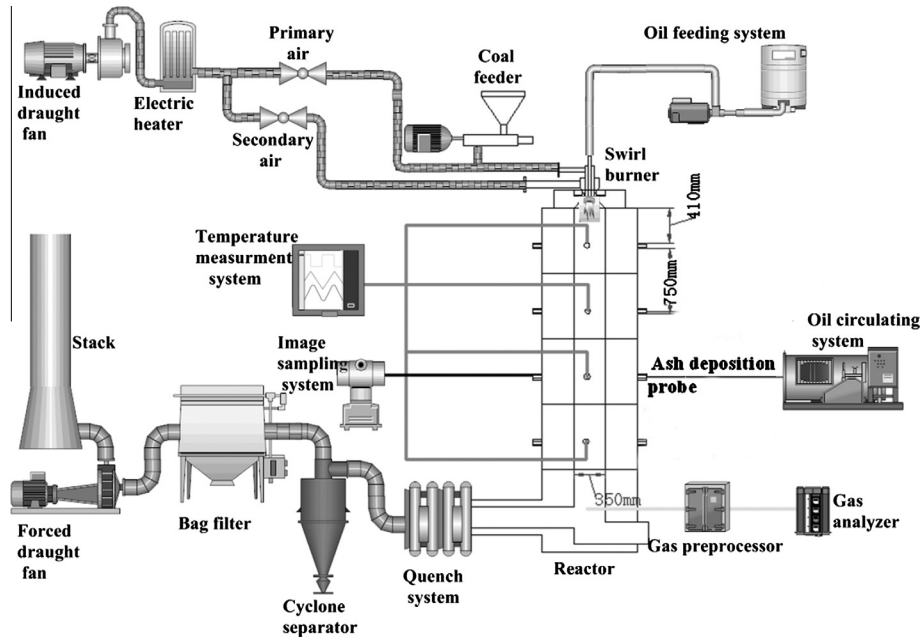 Induced
draught fan
Electric
heater
Primary
air
Secondary
air
Coal
feeder
Oil feeding system
Swirl
burner
410mm
750mm
Temperature
measurment
system
Stack
Image
sampling
system
Ash deposition
probe
Oil circulating
system
350mm
Forced
draught
fan
Bag filter
Cyclone
separator
Quench
system
Reactor
Gas preprocessor
Gas
analyzer